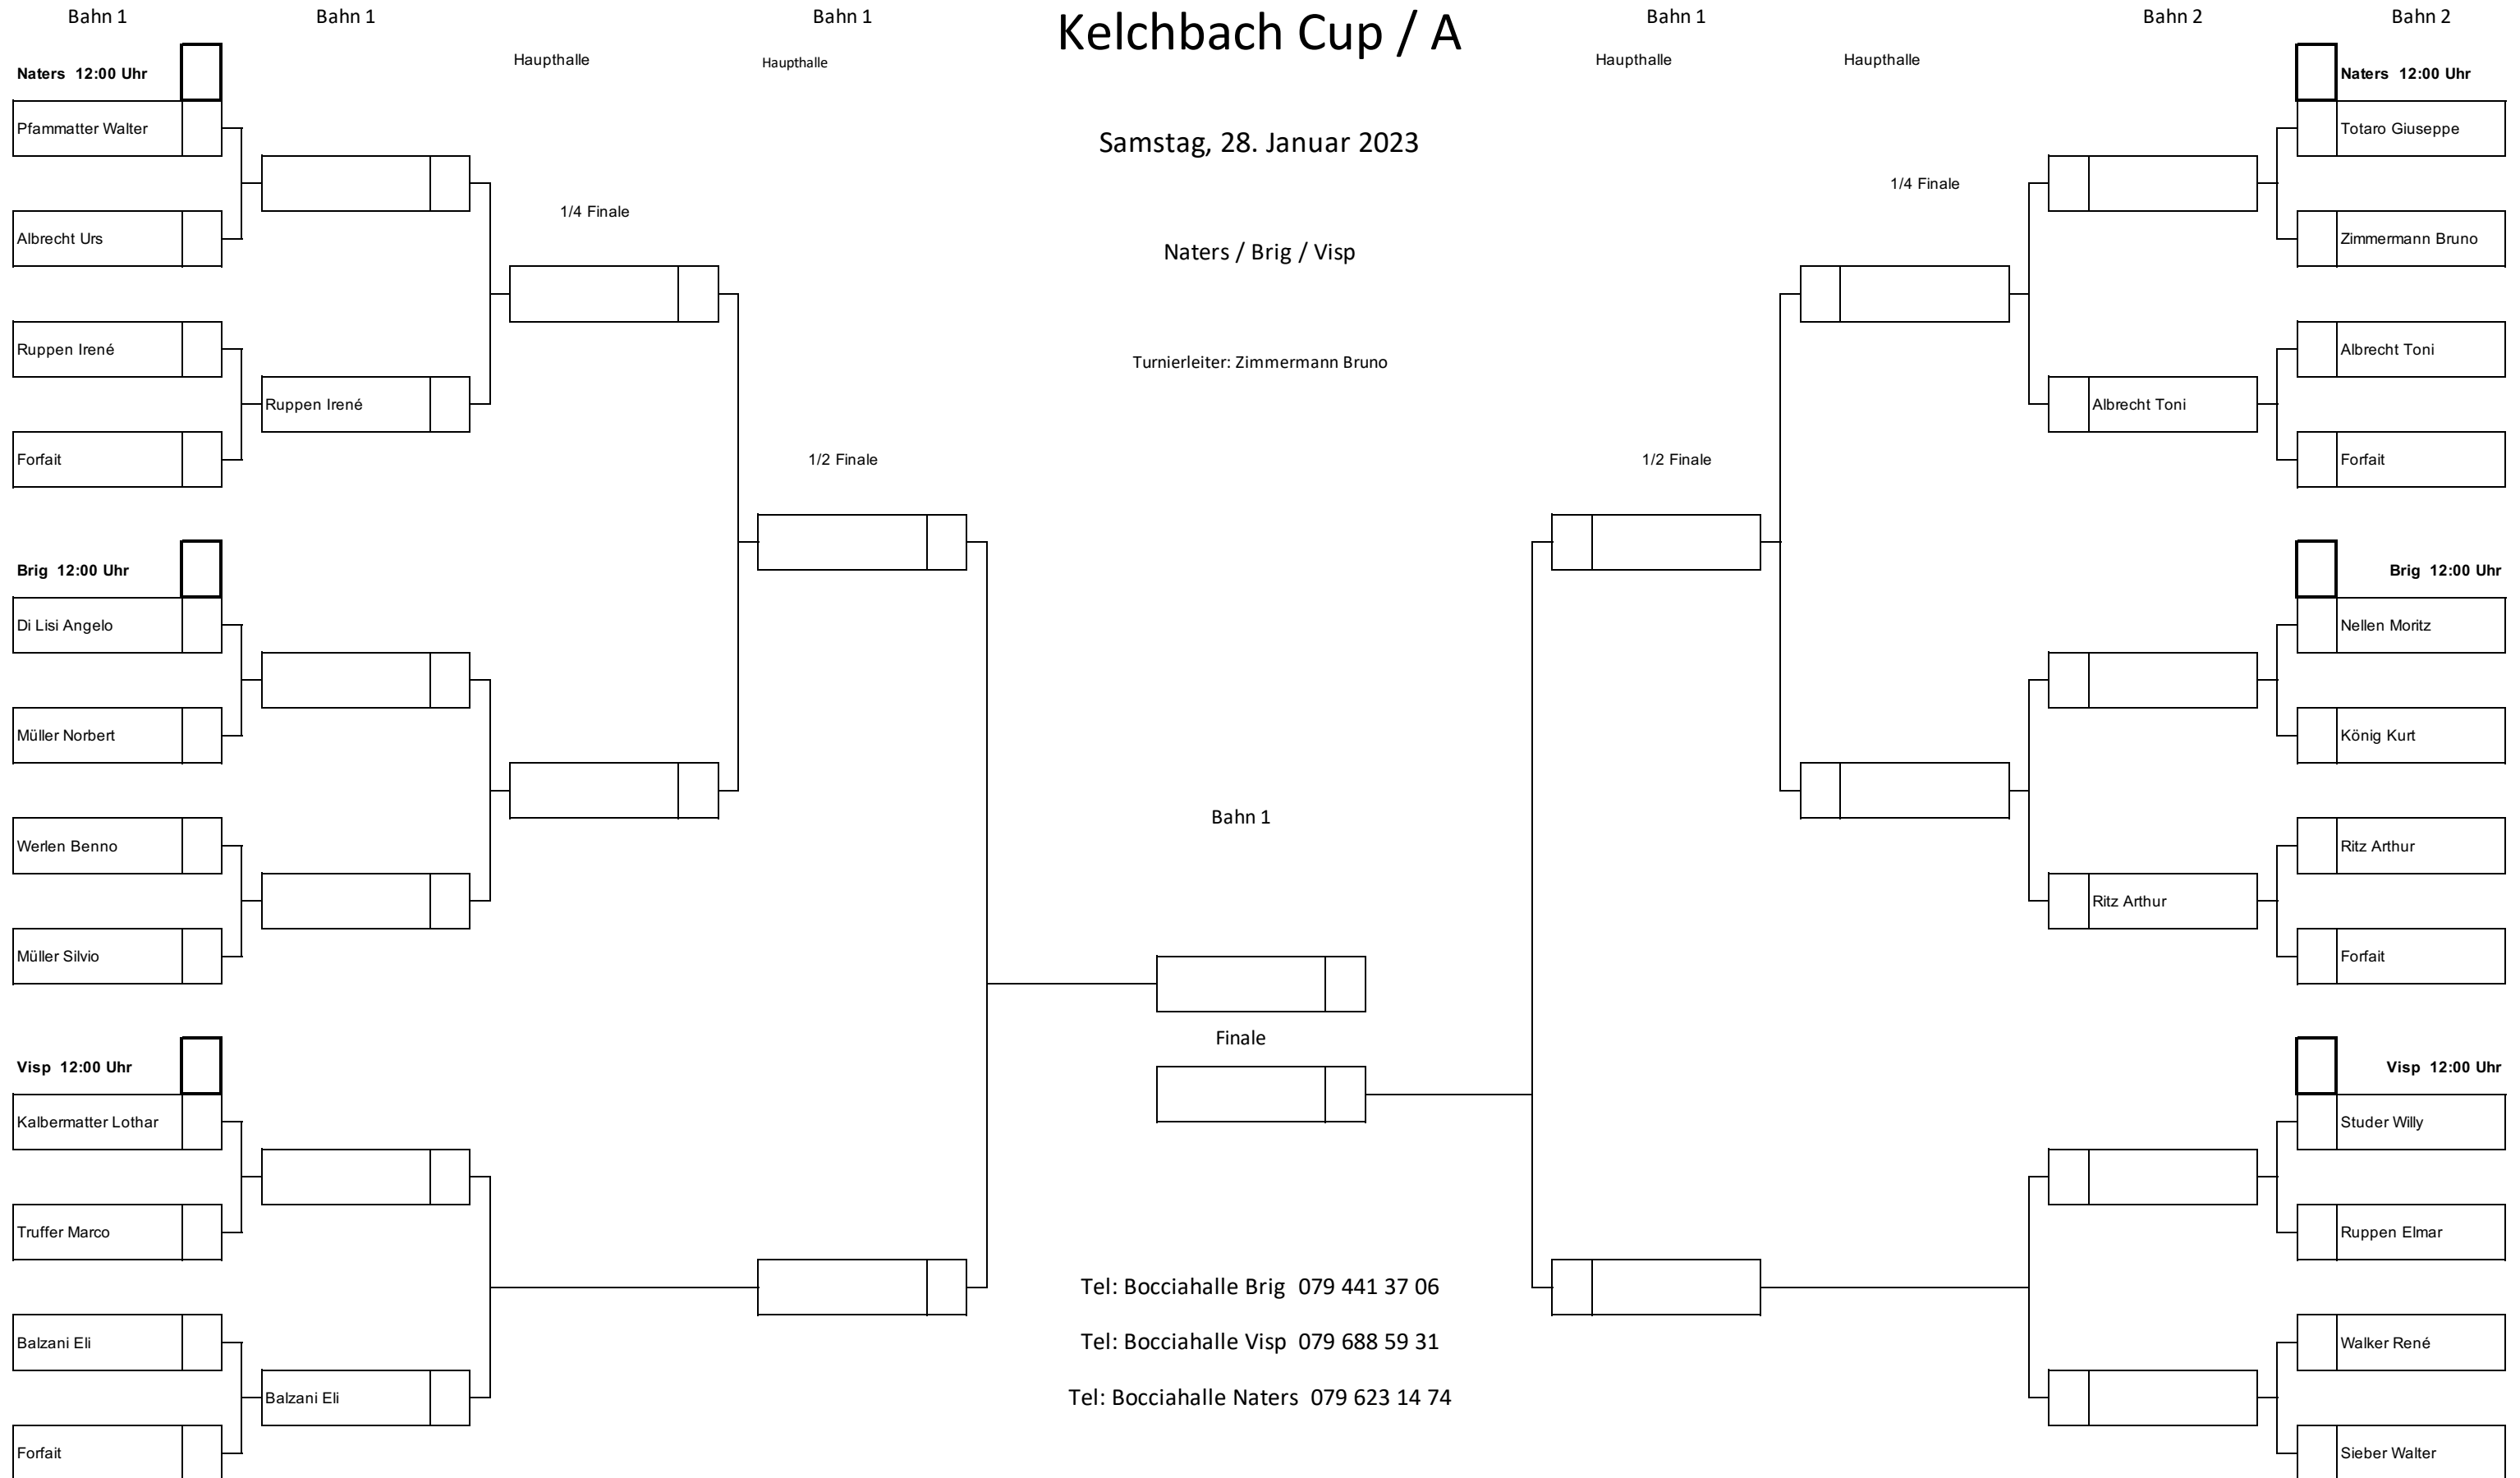 Bahn 1
Bahn 1
Bahn 1
Kelchbach Cup / A
Bahn 1
Bahn 2
Bahn 2
Haupthalle
Haupthalle
Haupthalle
Haupthalle
Naters 12:00 Uhr
Naters 12:00 Uhr
Pfammatter Walter
Samstag, 28. Januar 2023
Totaro Giuseppe
1/4 Finale
1/4 Finale
Albrecht Urs
Naters / Brig / Visp
Zimmermann Bruno
Ruppen Irené
Turnierleiter: Zimmermann Bruno
Albrecht Toni
Ruppen Irené
Albrecht Toni
Forfait
1/2 Finale
1/2 Finale
Forfait
Brig 12:00 Uhr
Brig 12:00 Uhr
Di Lisi Angelo
Nellen Moritz
Müller Norbert
König Kurt
Bahn 1
Werlen Benno
Ritz Arthur
Ritz Arthur
Müller Silvio
Forfait
Finale
Visp 12:00 Uhr
Visp 12:00 Uhr
Kalbermatter Lothar
Studer Willy
Truffer Marco
Ruppen Elmar
Tel: Bocciahalle Brig 079 441 37 06
Balzani Eli
Tel: Bocciahalle Visp 079 688 59 31
Walker René
Balzani Eli
Tel: Bocciahalle Naters 079 623 14 74
Forfait
Sieber Walter